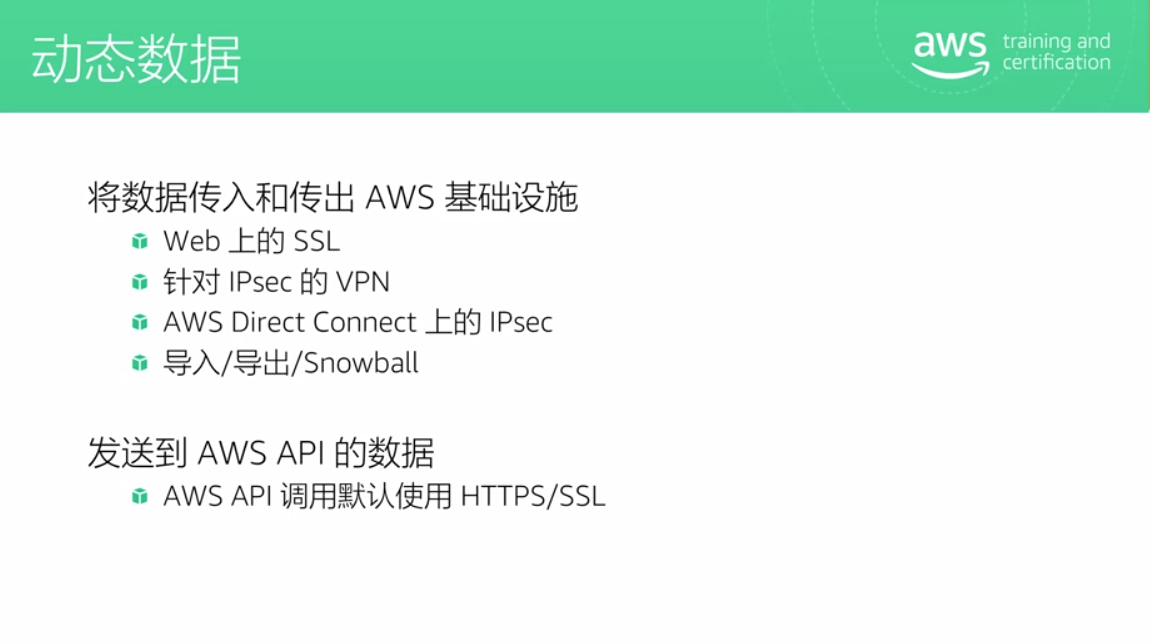 动态数据
aws training and certification
将数据传入和传出 AWS 基础设施
Web 上的 SSL
针对 IPsec 的 VPN
AWS Direct Connect 上的 IPsec
导入/导出/Snowball
发送到 AWS API 的数据
AWS API 调用默认使用 HTTPS/SSL